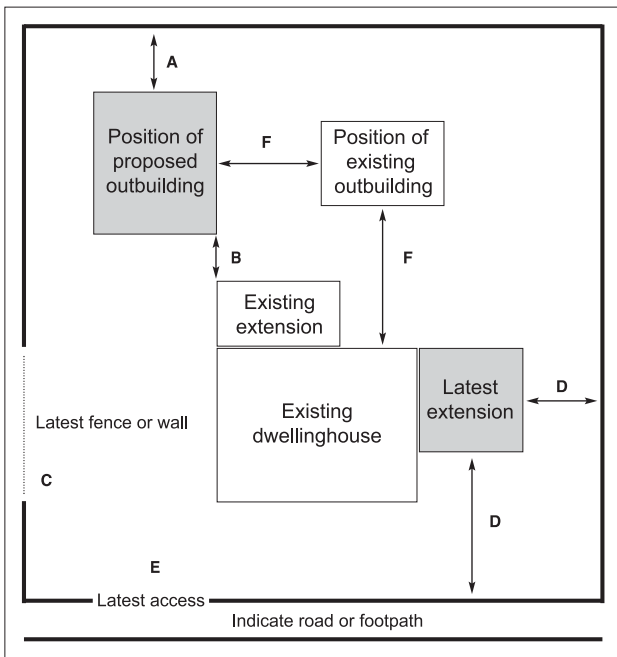 A
Position of
proposed
outbuilding
F
Position of
existing
outbuilding
B
F
Existing
extension
Latest
extension
D
Existing
dwellinghouse
Latest fence or wall
C
D
E
Latest access
Indicate road or footpath